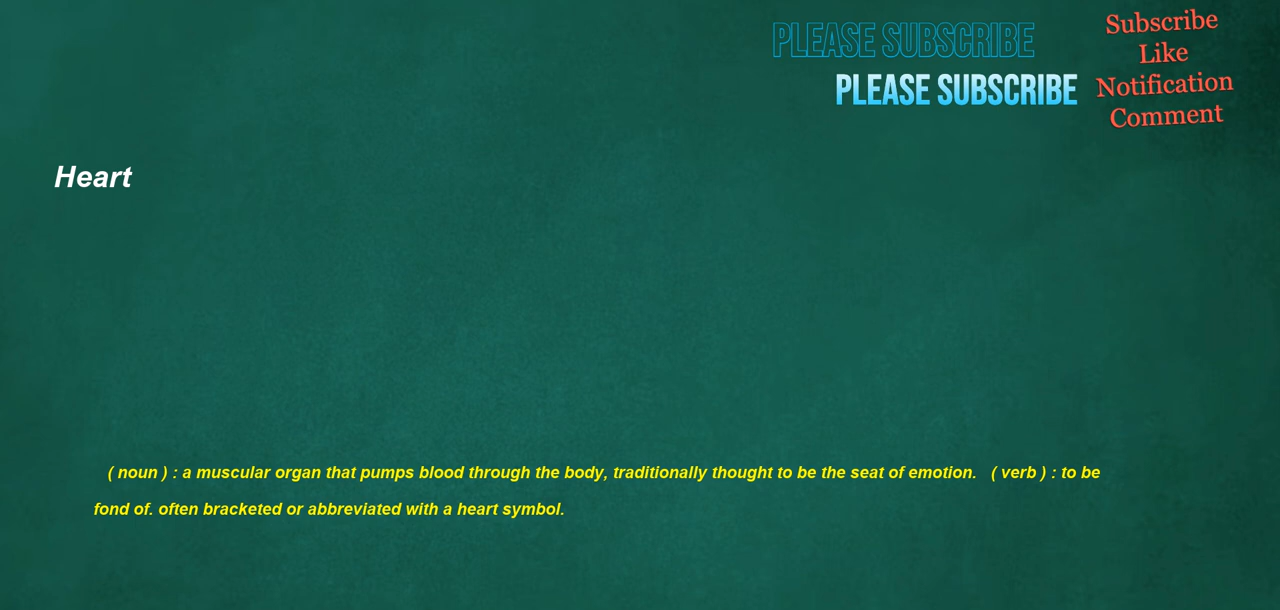 PLEASE SUBSCRIBE
PLEASE SUBSCRIBE
Subscribe
Like
Notification
Comment
Heart
( noun ) : a muscular organ that pumps blood through the body, traditionally thought to be the seat of emotion. ( verb ) : to be
fond of. often bracketed or abbreviated with a heart symbol.